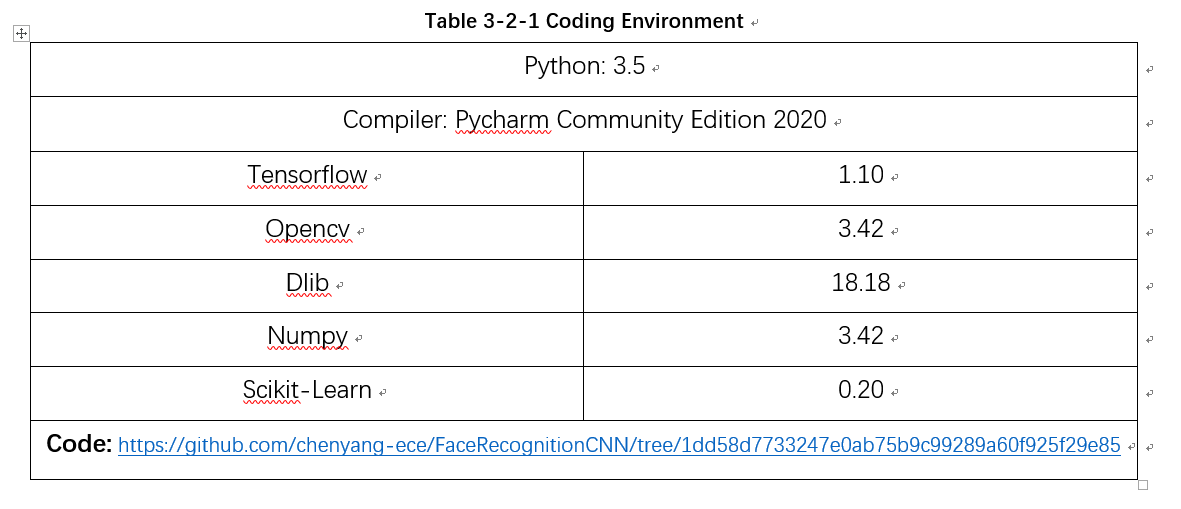 Table 3-2-1 Coding Environment
Python: 3.5
Compiler: Pycharm Community Edition 2020
Tensorflow 1.10
Opencv 3.42
Dlib 18.18
Numpy 3.42
Scikit-Learn 0.20
Code: https://github.com/chenyang-ece/FaceRecognitionCNN/tree/1dd58d7733247e0ab75b9c99289a60f925f29e85